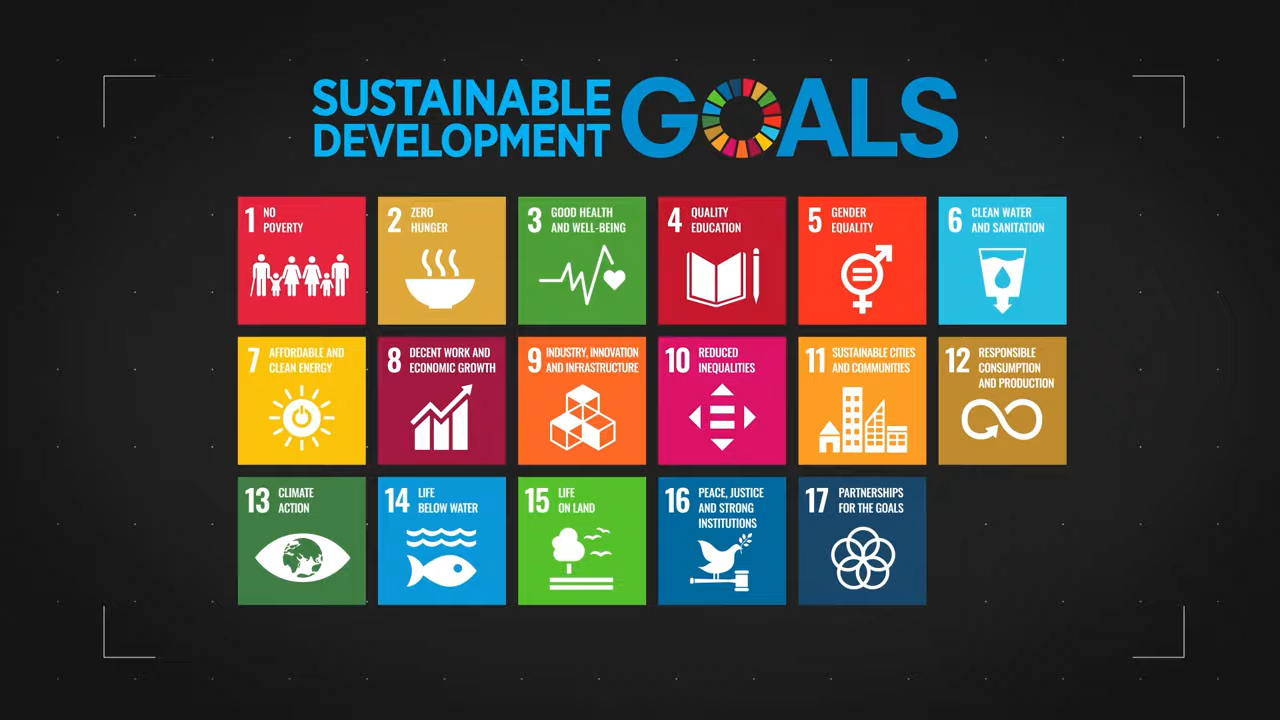 SUSTAINABLE
DEVELOPMENT
GOALS
1 NO
POVERTY
2 ZERO
HUNGER
3 GOOD HEALTH
AND WELL-BEING
4 QUALITY
EDUCATION
5 GENDER
EQUALITY
6 CLEAN WATER
AND SANITATION
7 AFFORDABLE AND
CLEAN ENERGY
8 DECENT WORK AND
ECONOMIC GROWTH
9 INDUSTRY, INNOVATION
AND INFRASTRUCTURE
10 REDUCED
INEQUALITIES
11 SUSTAINABLE CITIES
AND COMMUNITIES
12 RESPONSIBLE
CONSUMPTION
AND PRODUCTION
13 CLIMATE
ACTION
14 LIFE
BELOW WATER
15 LIFE
ON LAND
16 PEACE, JUSTICE
AND STRONG
INSTITUTIONS
17 PARTNERSHIPS
FOR THE GOALS